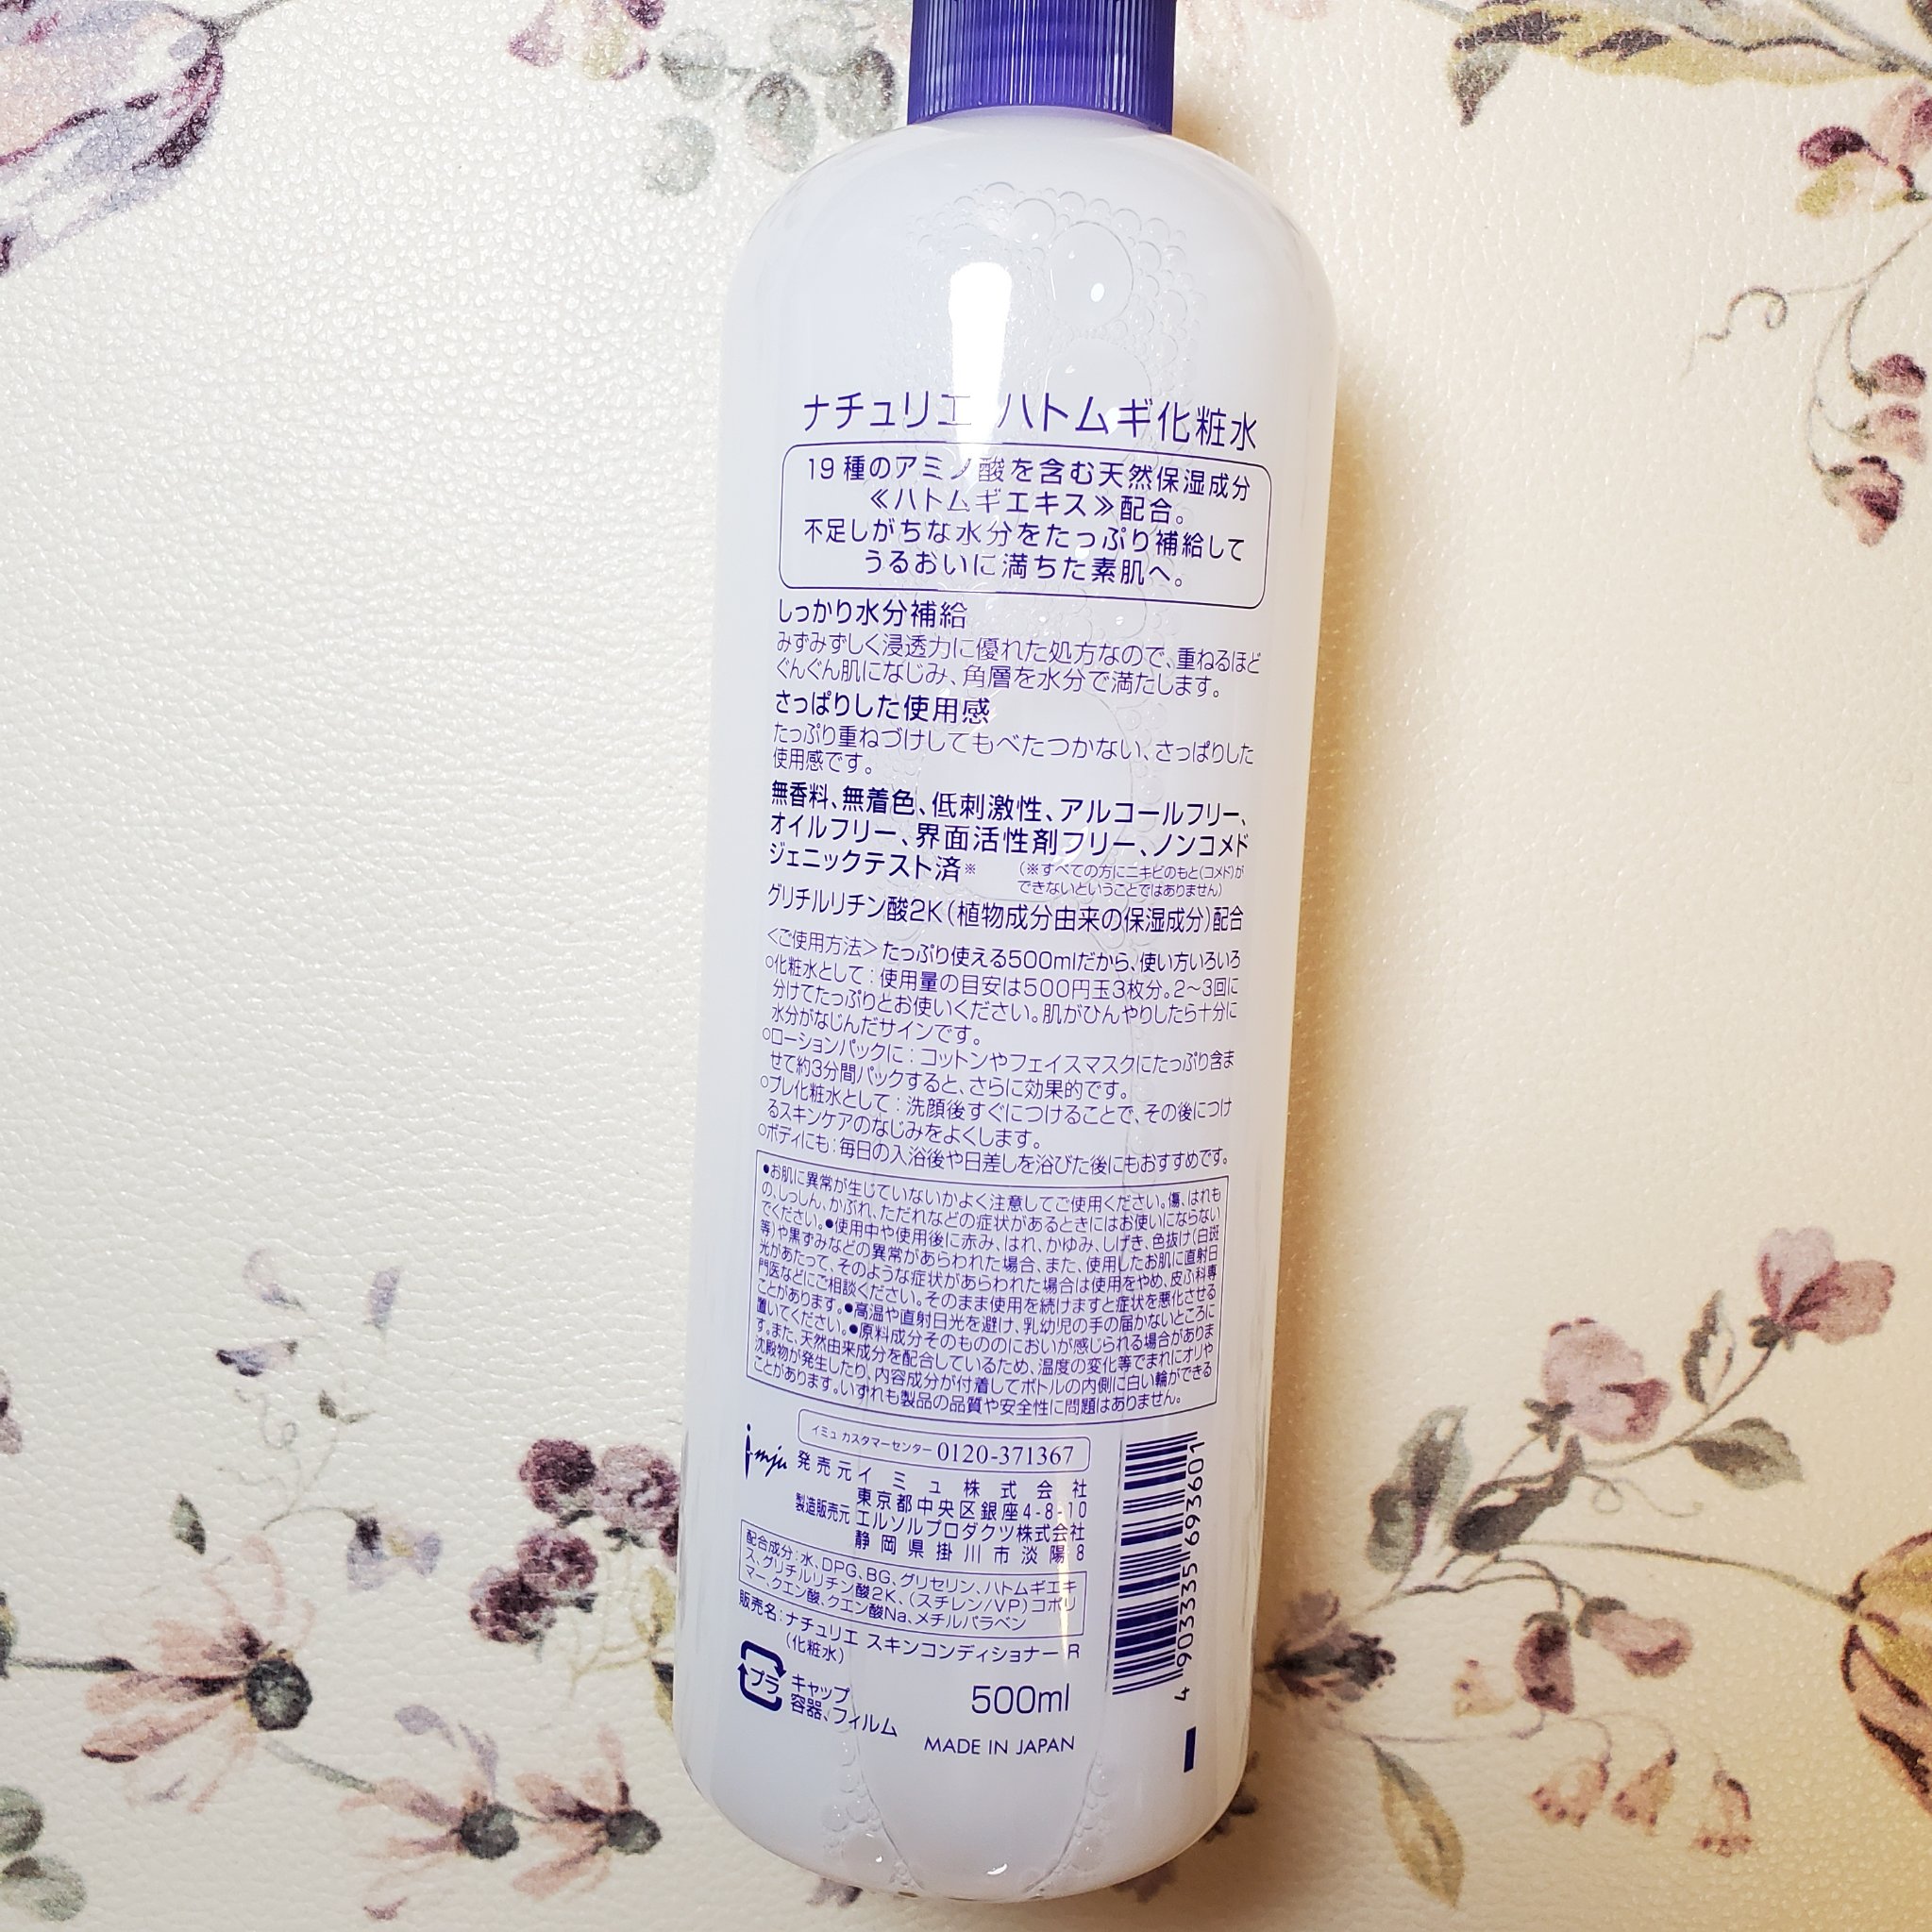 ナチュリエ ハトムギ化粧水
19種のアミノ酸を含む天然保湿成分
≪ハトムギエキス≫配合。
不足しがちな水分をたっぷり補給して
うるおいに満ちた素肌へ。
しっかり水分補給
みずみずしく浸透力に優れた処方なので、重ねるほど
ぐんぐん肌になじみ、角層を水分で満たします。
さっぱりした使用感
たっぷり重ねづけしてもべたつかない、さっぱりした
使用感です。
無香料、無着色、低刺激性、アルコールフリー、
オイルフリー、界面活性剤フリー、ノンコメド
ジェニックテスト済※
(※すべての方にニキビのもと(コメド)が
できないということではありません)
グリチルリチン酸2K(植物成分由来の保湿成分)配合
<ご使用方法>たっぷり使える500mlだから、使い方いろいろ
○化粧水として:使用量の目安は500円玉3枚分。2〜3回に
分けてたっぷりとお使いください。肌がひんやりしたら十分に
水分がなじんだサインです。
○ローションパックに:コットンやフェイスマスクにたっぷり含ま
せて約3分間パックすると、さらに効果的です。
○プレ化粧水として:洗顔後すぐにつけることで、その後につけ
るスキンケアのなじみをよくします。
○ボディにも:毎日の入浴後や日差しを浴びた後にもおすすめです。
●お肌に異常が生じていないかよく注意してご使用ください。傷、はれも
の、しっしん、かぶれ、ただれなどの症状があるときにはお使いにならない
でください。●使用中や使用後に赤み、はれ、かゆみ、しげき、色抜け(白斑
等)や黒ずみなどの異常があらわれた場合、また、使用したお肌に直射日
光があたって、そのような症状があらわれた場合は使用をやめ、皮ふ科専
門医などにご相談ください。そのまま使用を続けますと症状を悪化させる
ことがあります。●高温や直射日光を避け、乳幼児の手の届かないところに
置いてください。●原料成分そのもののにおいが感じられる場合がありま
す。また、天然由来成分を配合しているため、温度の変化等でまれにオリや
沈殿物が発生したり、内容成分が付着してボトルの内側に白い輪ができる
ことがあります。いずれも製品の品質や安全性に問題はありません。
イミュ カスタマーセンター 0120-371367
i-mju 発売元 イミュ株式会社
東京都中央区銀座4-8-10
製造販売元 エルソルプロダクツ株式会社
静岡県掛川市淡陽8
配合成分:水、DPG、BG、グリセリン、ハトムギエキ
ス、グリチルリチン酸2K、(スチレン/VP)コポリ
マー、クエン酸、クエン酸Na、メチルパラベン
販売名:ナチュリエ スキンコンディショナー R
(化粧水)
プラ キャップ
容器、フィルム
500ml
MADE IN JAPAN
4 903335 693601